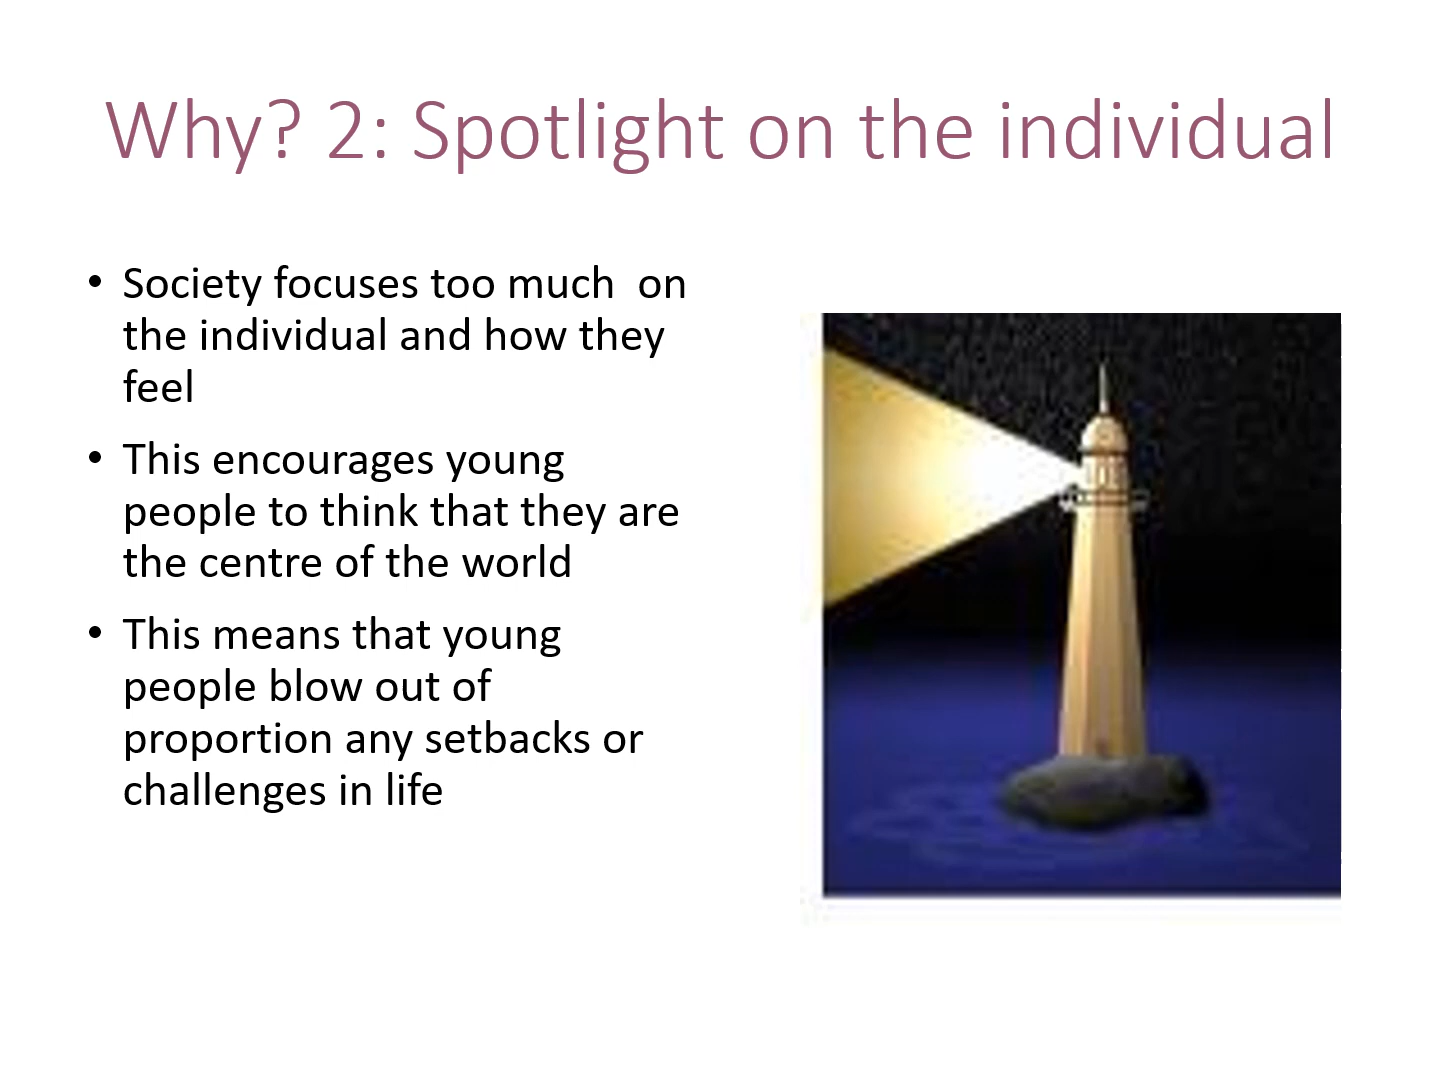 Why? 2: Spotlight on the individual
• Society focuses too much  on
the individual and how they
feel
• This encourages young
people to think that they are
the centre of the world
• This means that young
people blow out of
proportion any setbacks or
challenges in life